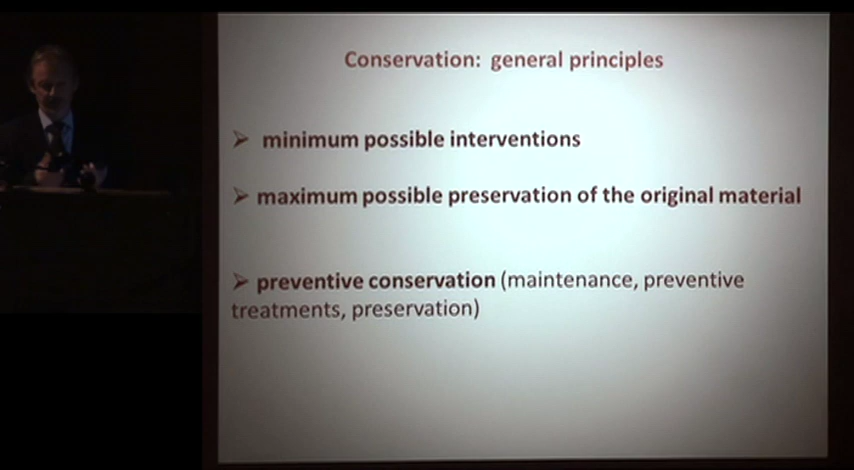 Conservation: general principles
➢ minimum possible interventions
➢ maximum possible preservation of the original material
➢ preventive conservation (maintenance, preventive
treatments, preservation)